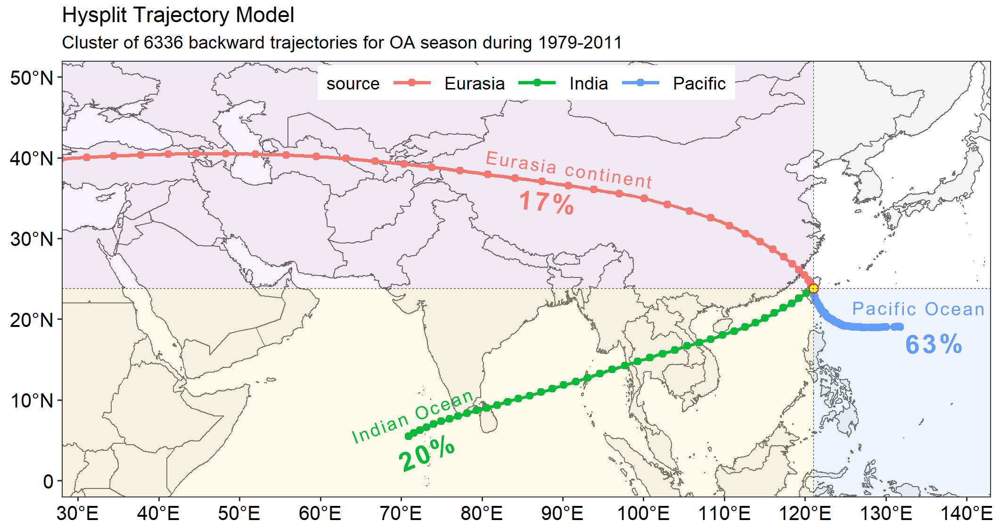 Hysplit Trajectory Model
Cluster of 6336 backward trajectories for OA season during 1979-2011
source Eurasia India Pacific
50°N
40°N
30°N
20°N
10°N
0
Eurasia continent
17%
Pacific Ocean
63%
Indian Ocean
20%
30°E 40°E 50°E 60°E 70°E 80°E 90°E 100°E 110°E 120°E 130°E 140°E